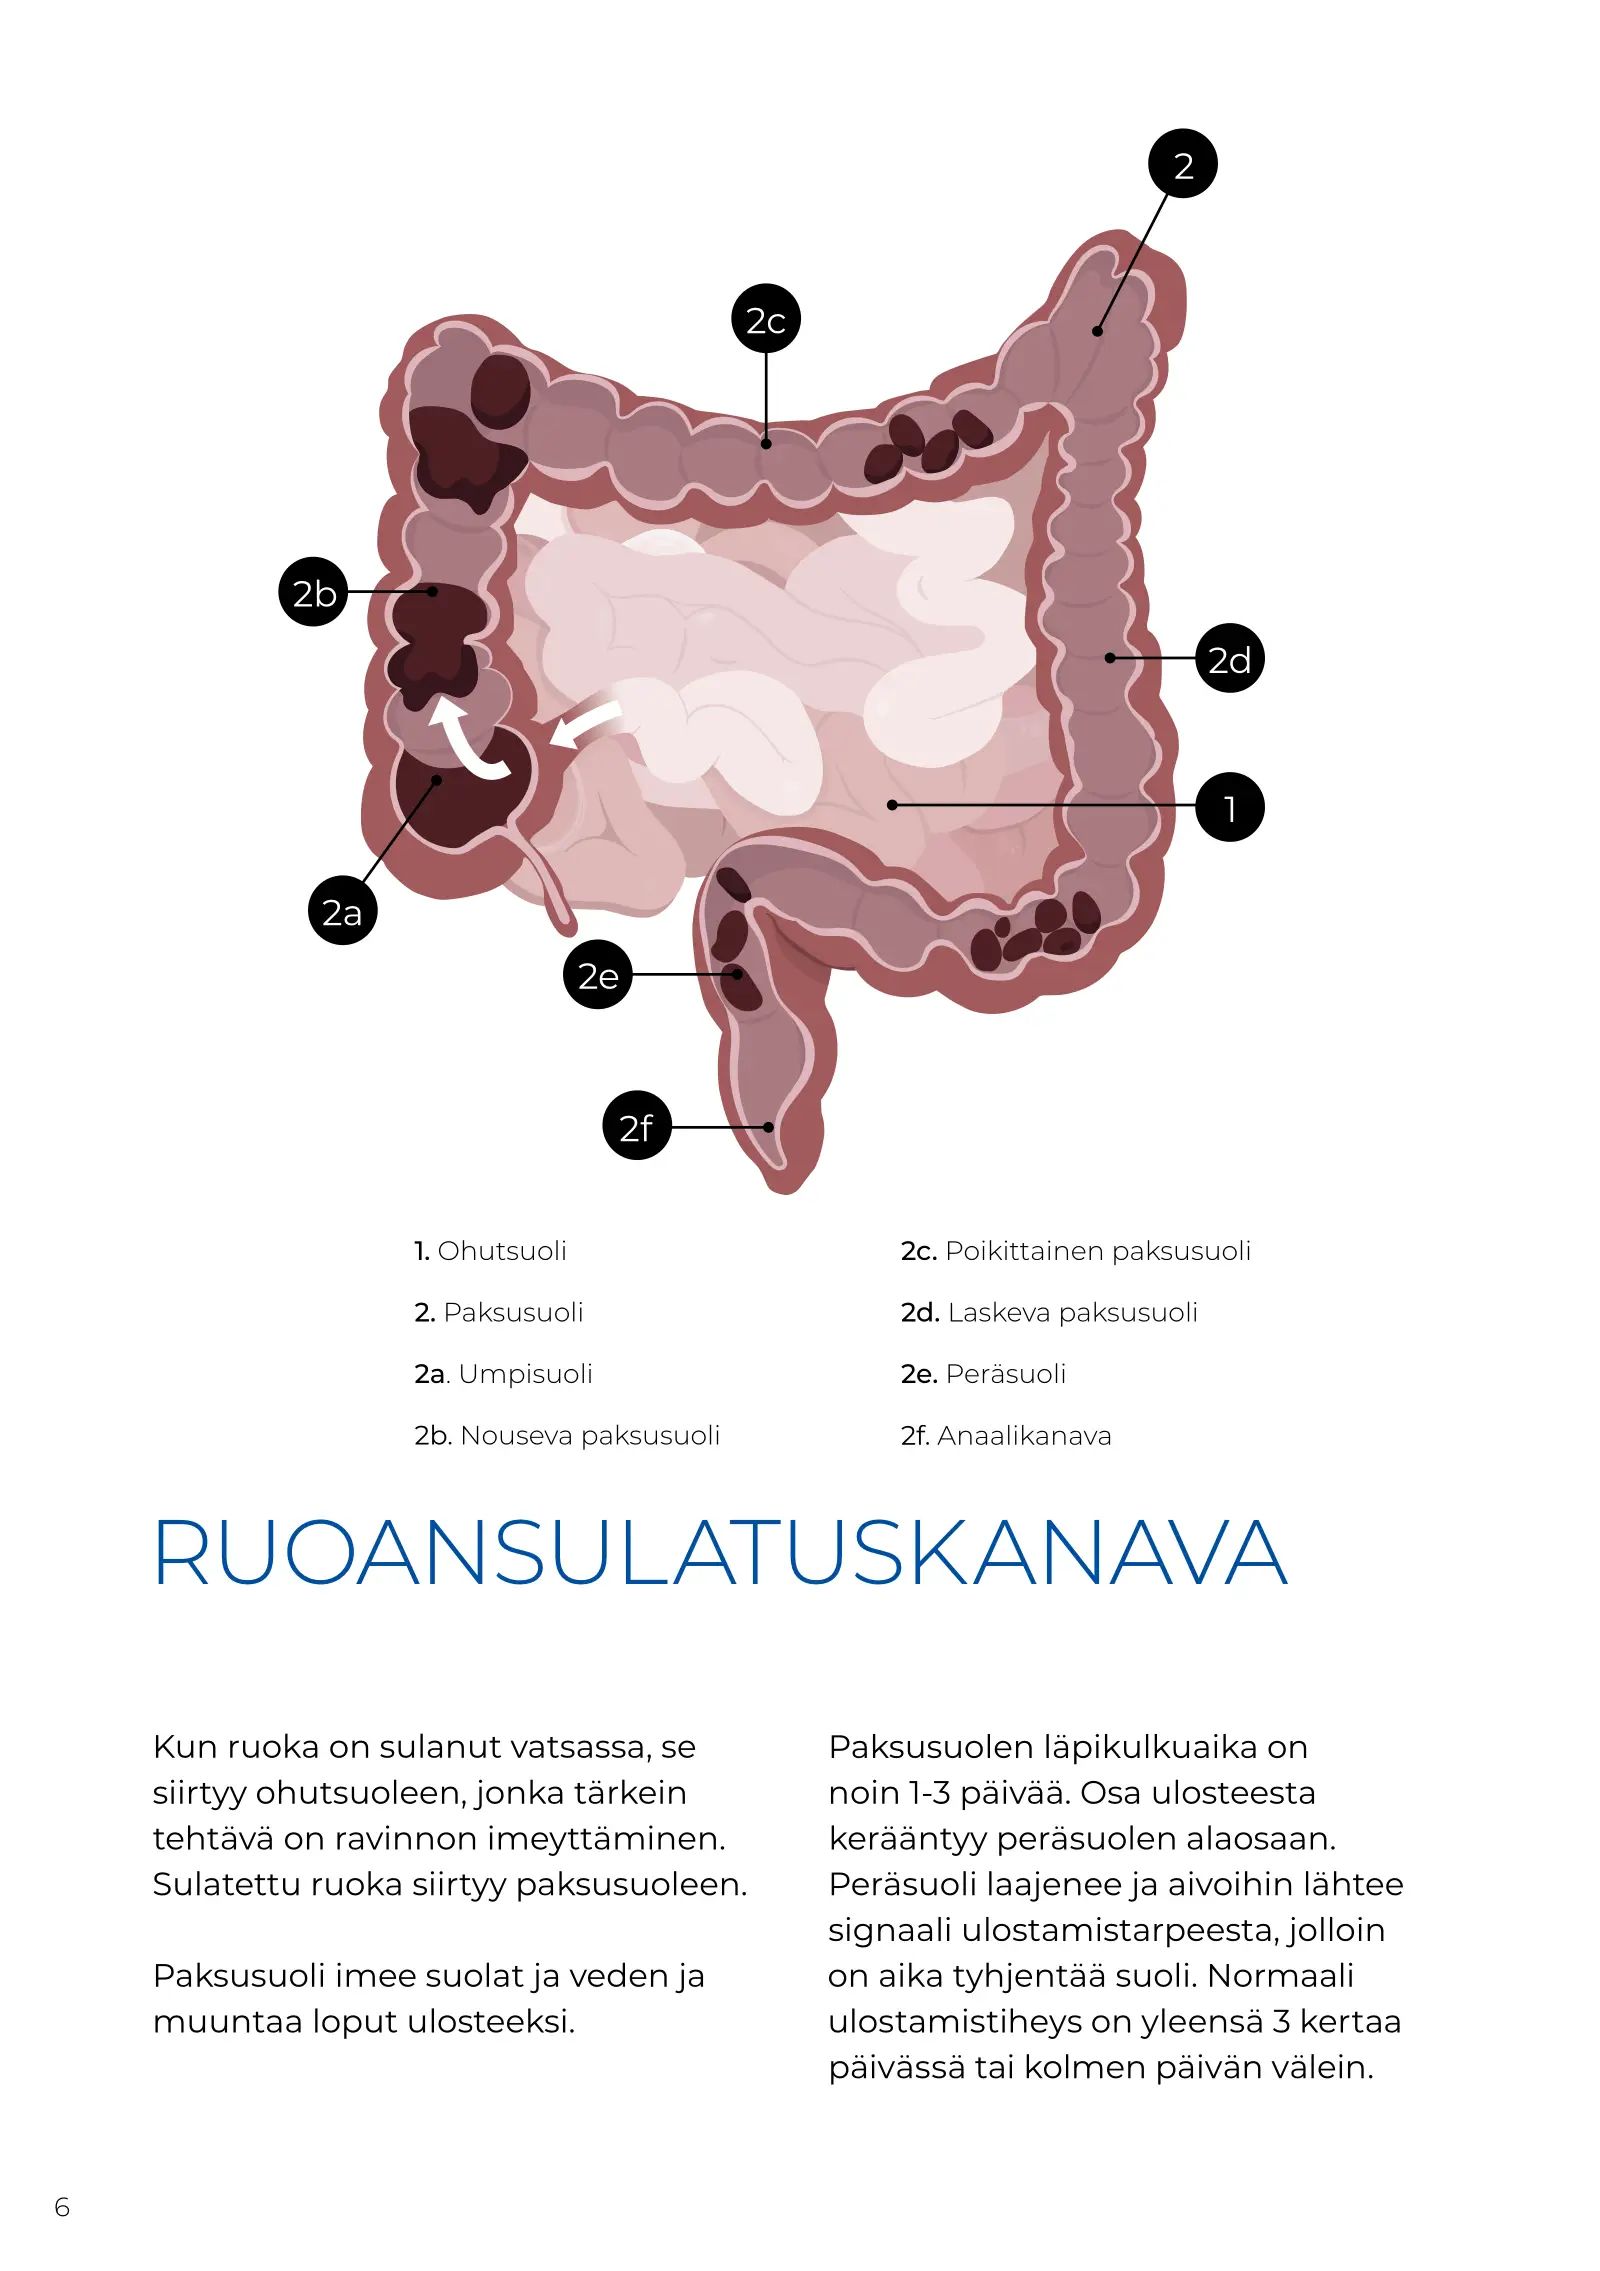 2
2c
2b
2d
1
2a
2e
2f
1. Ohutsuoli
2. Paksusuoli
2a. Umpisuoli
2b. Nouseva paksusuoli
2c. Poikittainen paksusuoli
2d. Laskeva paksusuoli
2e. Peräsuoli
2f. Anaalikanava
RUOANSULATUSKANAVA
Kun ruoka on sulanut vatsassa, se
siirtyy ohutsuoleen, jonka tärkein
tehtävä on ravinnon imeyttäminen.
Sulatettu ruoka siirtyy paksusuoleen.
Paksusuoli imee suolat ja veden ja
muuntaa loput ulosteeksi.
Paksusuolen läpikulkuaika on
noin 1-3 päivää. Osa ulosteesta
kerääntyy peräsuolen alaosaan.
Peräsuoli laajenee ja aivoihin lähtee
signaali ulostamistarpeesta, jolloin
on aika tyhjentää suoli. Normaali
ulostamistiheys on yleensä 3 kertaa
päivässä tai kolmen päivän välein.
6